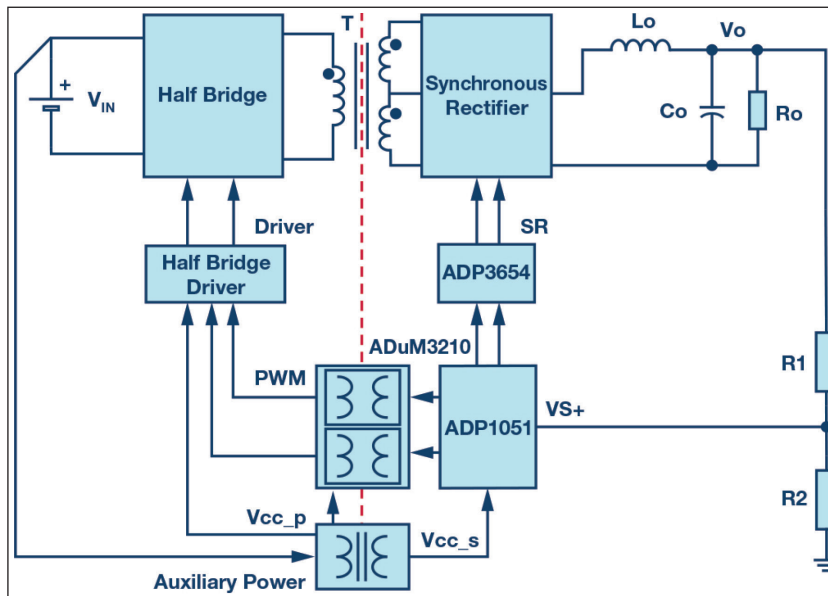 T
Lo
Vo
Half Bridge
+
V_IN
Synchronous
Rectifier
Co
Ro
Driver
SR
Half Bridge
Driver
ADP3654
ADuM3210
PWM
R1
VS+
ADP1051
R2
Vcc_p
Vcc_s
Auxiliary Power